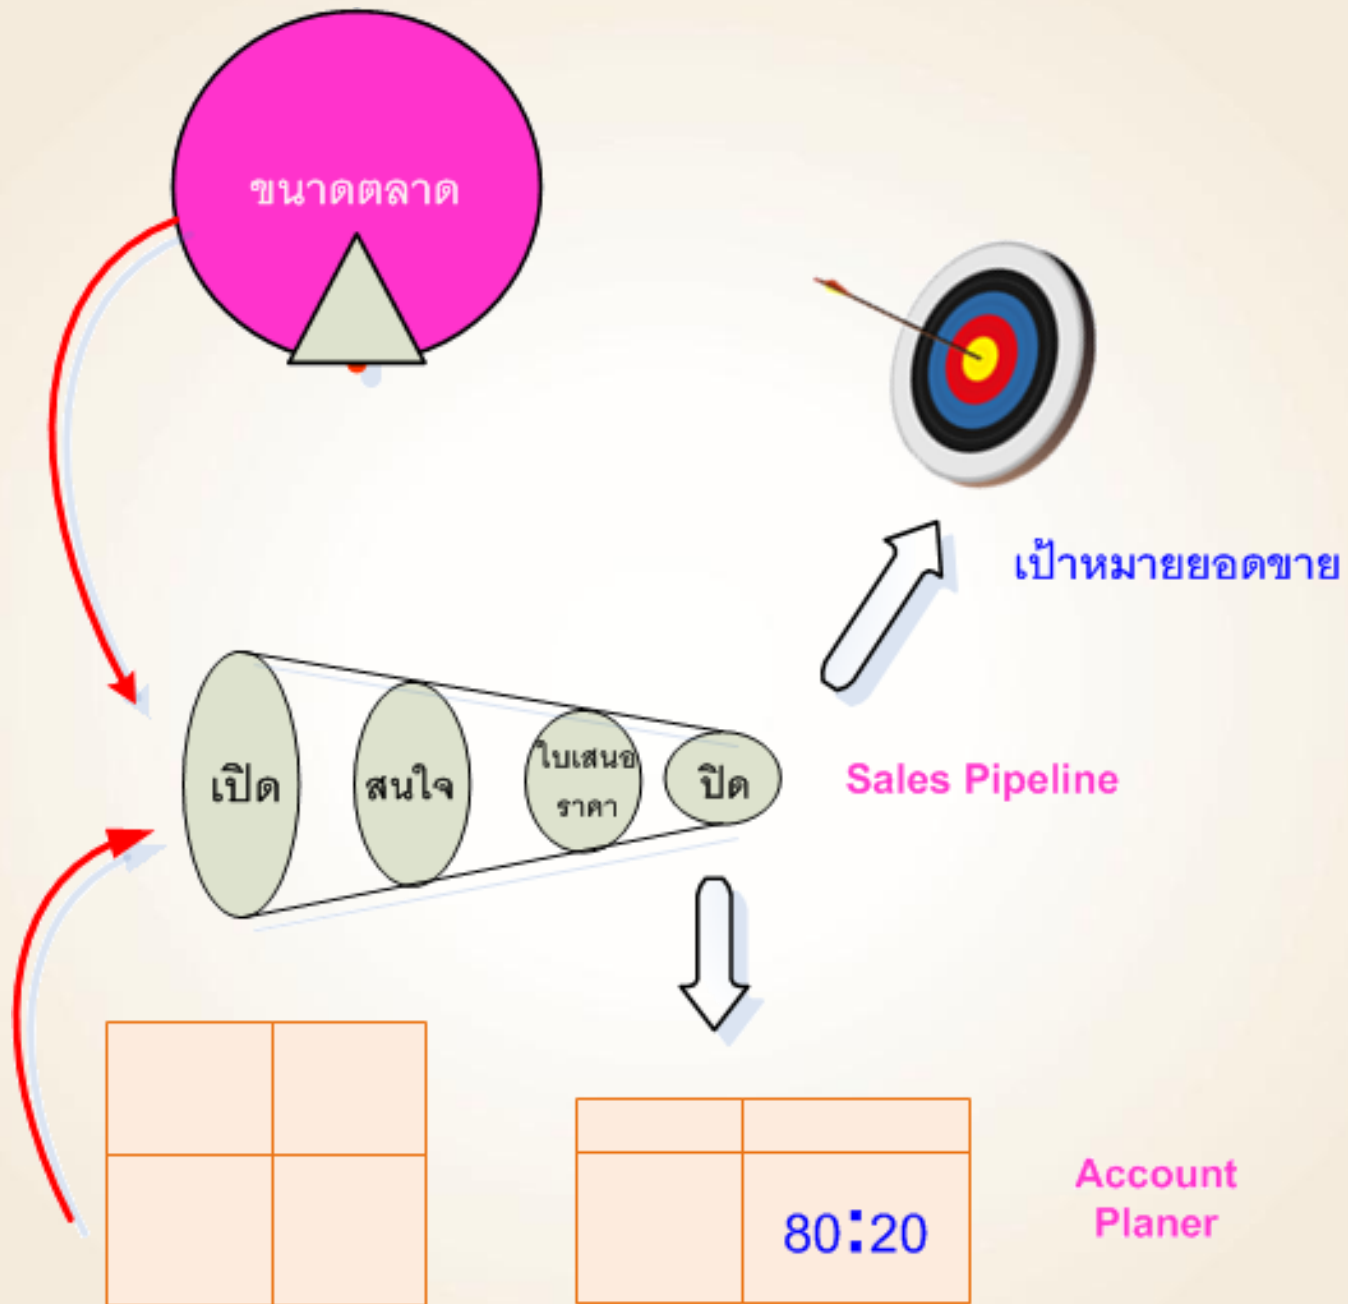 ขนาดตลาด
เป้าหมายยอดขาย
เปิด
สนใจ
ใบเสนอ
ราคา
ปิด
Sales Pipeline
80:20
Account
Planer